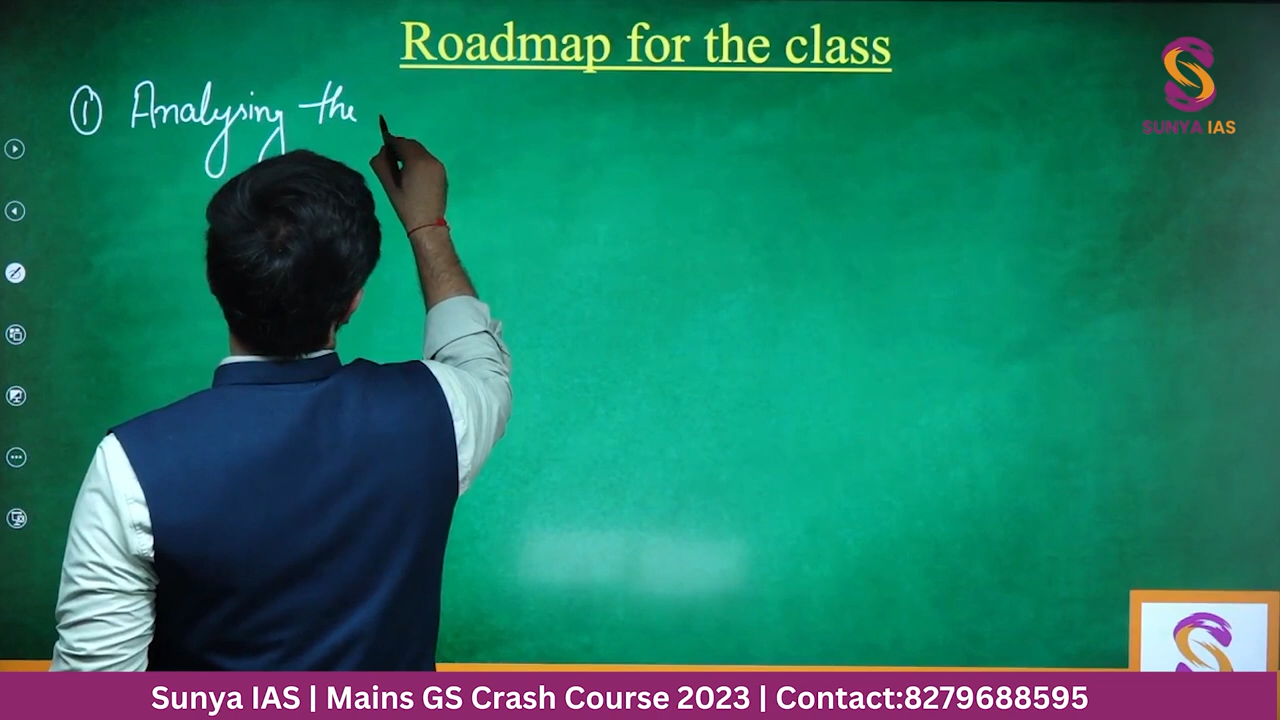 Roadmap for the class
① Analysing the
SUNYA IAS
Sunya IAS | Mains GS Crash Course 2023 | Contact:8279688595